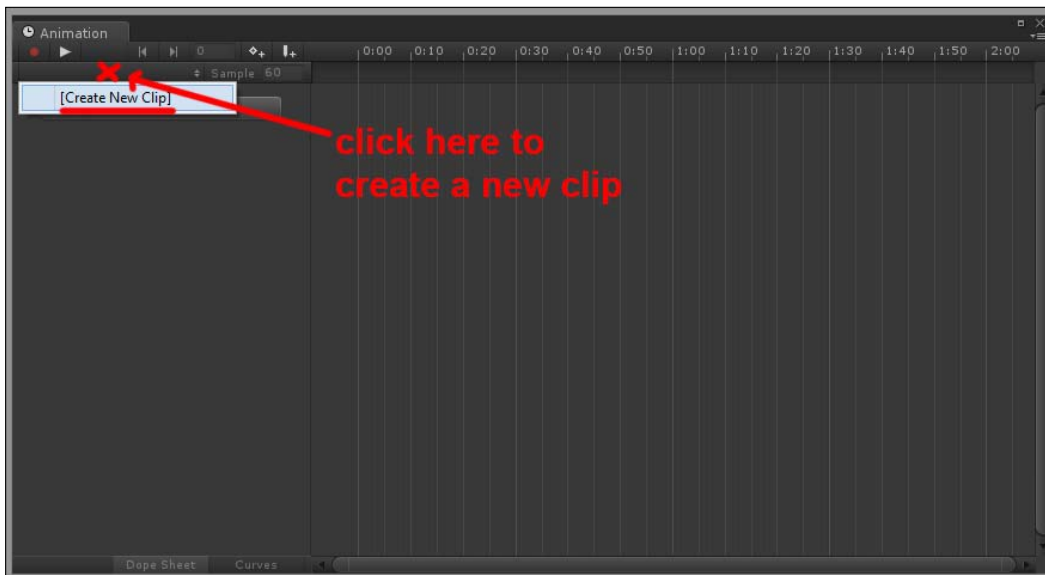 Animation
0
0:00 0:10 0:20 0:30 0:40 0:50 1:00 1:10 1:20 1:30 1:40 1:50 2:00
Sample 60
[Create New Clip]
click here to
create a new clip
Dope Sheet Curves